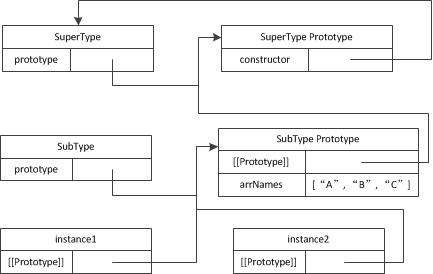 SuperType
prototype
SuperType Prototype
constructor
SubType
prototype
SubType Prototype
[[Prototype]]
arrNames
[ “A”, “B”, “C” ]
instance1
[[Prototype]]
instance2
[[Prototype]]